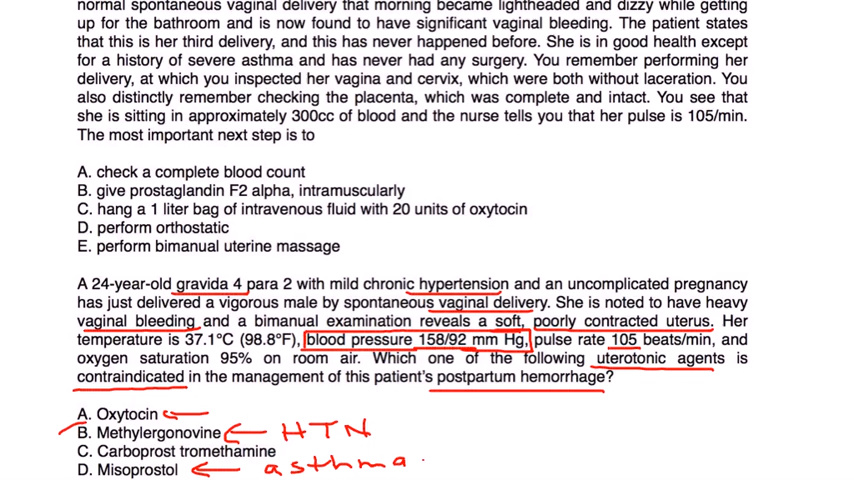 normal spontaneous vaginal delivery that morning became lightheaded and dizzy while getting
up for the bathroom and is now found to have significant vaginal bleeding. The patient states
that this is her third delivery, and this has never happened before. She is in good health except
for a history of severe asthma and has never had any surgery. You remember performing her
delivery, at which you inspected her vagina and cervix, which were both without laceration. You
also distinctly remember checking the placenta, which was complete and intact. You see that
she is sitting in approximately 300cc of blood and the nurse tells you that her pulse is 105/min.
The most important next step is to
A. check a complete blood count
B. give prostaglandin F2 alpha, intramuscularly
C. hang a 1 liter bag of intravenous fluid with 20 units of oxytocin
D. perform orthostatic
E. perform bimanual uterine massage
A 24-year-old gravida 4 para 2 with mild chronic hypertension and an uncomplicated pregnancy
has just delivered a vigorous male by spontaneous vaginal delivery. She is noted to have heavy
vaginal bleeding and a bimanual examination reveals a soft, poorly contracted uterus. Her
temperature is 37.1°C (98.8°F), blood pressure 158/92 mm Hg, pulse rate 105 beats/min, and
oxygen saturation 95% on room air. Which one of the following uterotonic agents is
contraindicated in the management of this patient's postpartum hemorrhage?
A. Oxytocin
B. Methylergonovine HTN
C. Carboprost tromethamine
D. Misoprostol asthma.